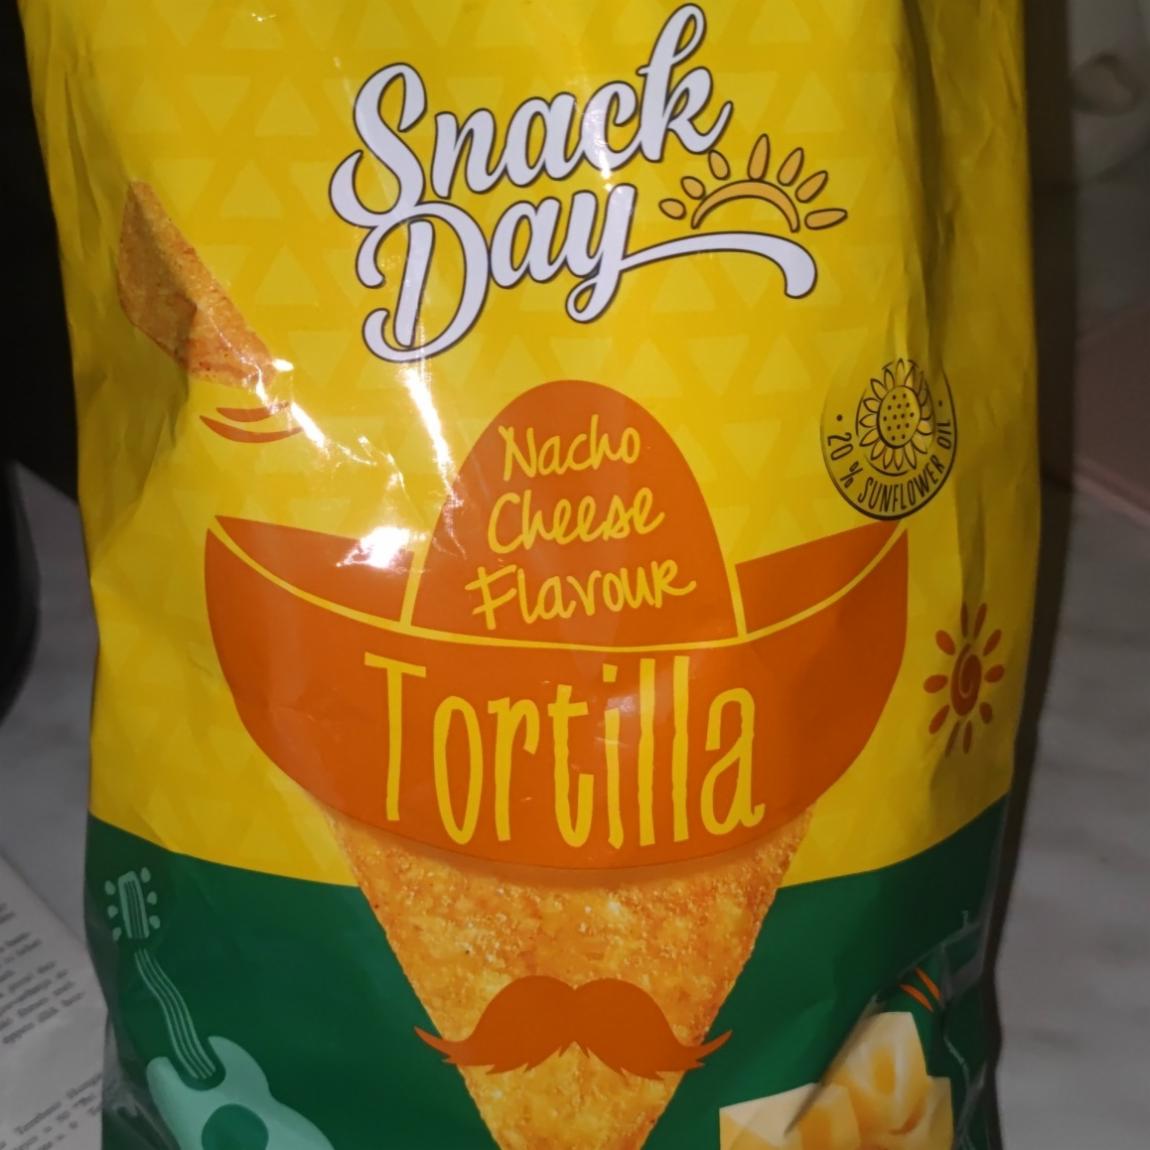 Snack
Day
Nacho
Cheese
Flavour
· 20 % SUNFLOWER OIL ·
Tortilla